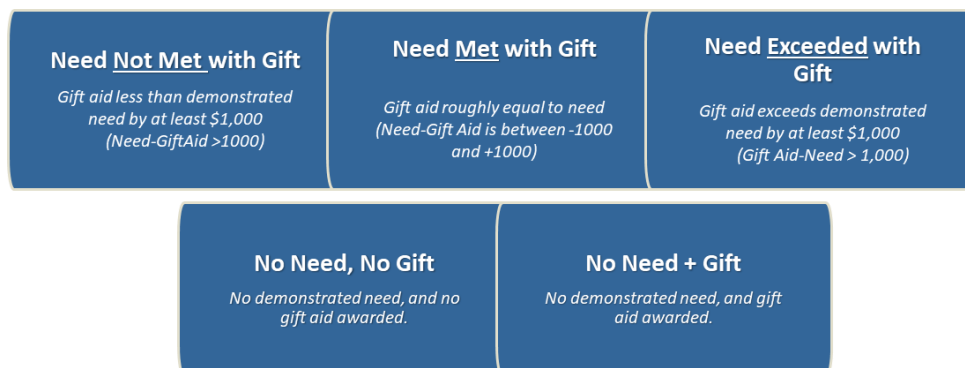 Need Not Met with Gift
Gift aid less than demonstrated
need by at least $1,000
(Need-GiftAid >1000)
Need Met with Gift
Gift aid roughly equal to need
(Need-Gift Aid is between -1000
and +1000)
Need Exceeded with
Gift
Gift aid exceeds demonstrated
need by at least $1,000
(Gift Aid-Need > 1,000)
No Need, No Gift
No demonstrated need, and no
gift aid awarded.
No Need + Gift
No demonstrated need, and gift
aid awarded.